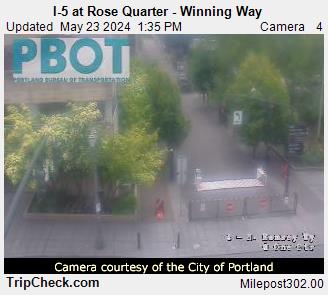 I-5 at Rose Quarter - Winning Way
Updated May 23 2024 1:35 PM Camera 4
PBOT
PORTLAND BUREAU OF TRANSPORTATION
Camera courtesy of the City of Portland
TripCheck.com Milepost302.00